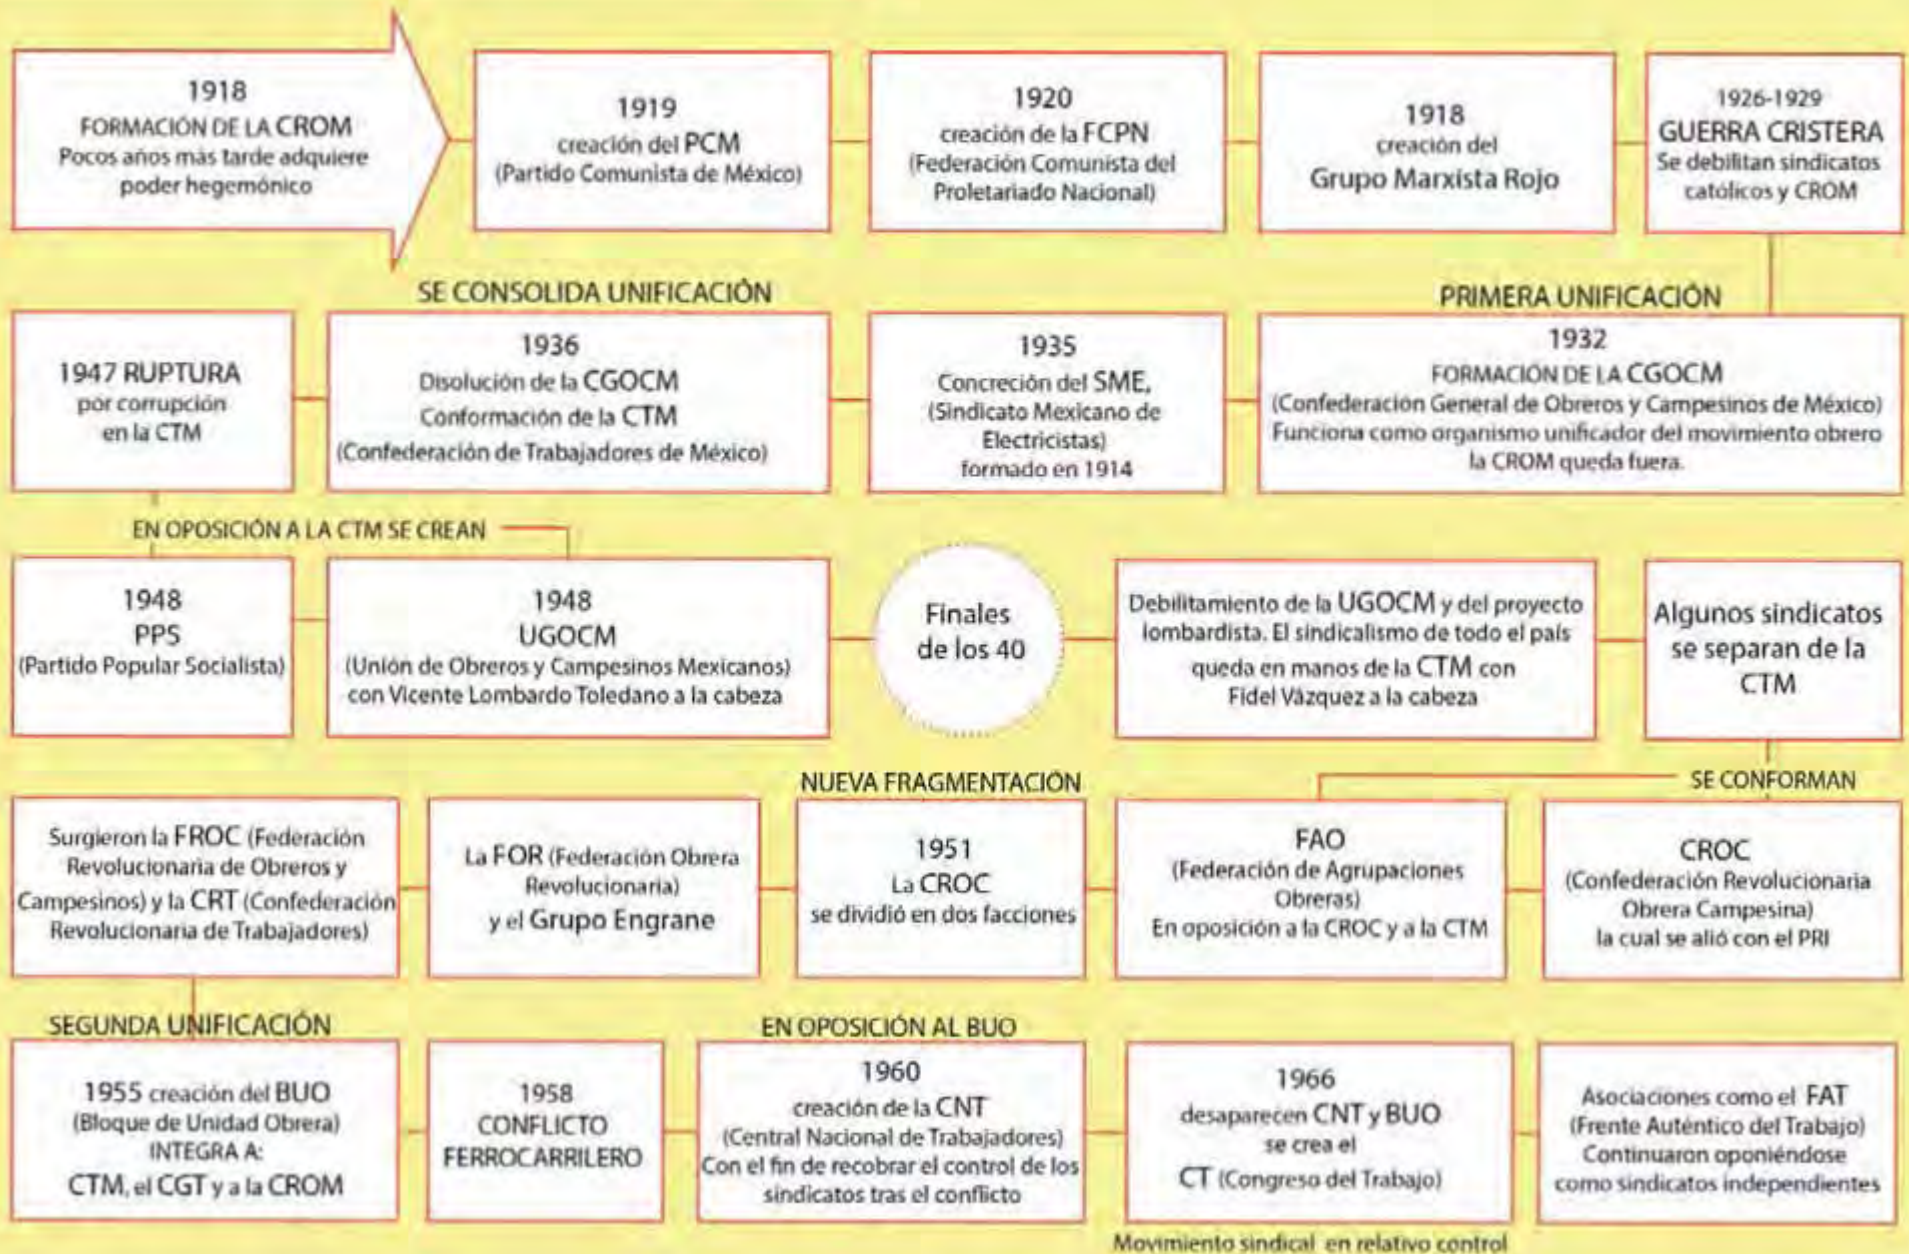 1918
FORMACIÓN DE LA CROM
Pocos años más tarde adquiere
poder hegemónico
1919
creación del PCM
(Partido Comunista de México)
1920
creación de la FCPN
(Federación Comunista del
Proletariado Nacional)
1918
creación del
Grupo Marxista Rojo
1926-1929
GUERRA CRISTERA
Se debilitan sindicatos
católicos y CROM
PRIMERA UNIFICACIÓN
1932
FORMACIÓN DE LA CGOCM
(Confederación General de Obreros y Campesinos de México)
Funciona como organismo unificador del movimiento obrero
la CROM queda fuera.
1935
Concreción del SME,
(Sindicato Mexicano de
Electricistas)
formado en 1914
SE CONSOLIDA UNIFICACIÓN
1936
Disolución de la CGOCM
Conformación de la CTM
(Confederación de Trabajadores de México)
1947 RUPTURA
por corrupción
en la CTM
EN OPOSICIÓN A LA CTM SE CREAN
1948
PPS
(Partido Popular Socialista)
1948
UGOCM
(Unión de Obreros y Campesinos Mexicanos)
con Vicente Lombardo Toledano a la cabeza
Finales
de los 40
Debilitamiento de la UGOCM y del proyecto
lombardista. El sindicalismo de todo el país
queda en manos de la CTM con
Fidel Vázquez a la cabeza
Algunos sindicatos
se separan de la
CTM
SE CONFORMAN
CROC
(Confederación Revolucionaria
Obrera Campesina)
la cual se alió con el PRI
FAO
(Federación de Agrupaciones
Obreras)
En oposición a la CROC y a la CTM
NUEVA FRAGMENTACIÓN
1951
La CROC
se dividió en dos facciones
La FOR (Federación Obrera
Revolucionaria)
y el Grupo Engrane
Surgieron la FROC (Federación
Revolucionaria de Obreros y
Campesinos) y la CRT (Confederación
Revolucionaria de Trabajadores)
SEGUNDA UNIFICACIÓN
1955 creación del BUO
(Bloque de Unidad Obrera)
INTEGRA A:
CTM, el CGT y a la CROM
1958
CONFLICTO
FERROCARRILERO
EN OPOSICIÓN AL BUO
1960
creación de la CNT
(Central Nacional de Trabajadores)
Con el fin de recobrar el control de los
sindicatos tras el conflicto
1966
desaparecen CNT y BUO
se crea el
CT (Congreso del Trabajo)
Movimiento sindical en relativo control
Asociaciones como el FAT
(Frente Auténtico del Trabajo)
Continuaron oponiéndose
como sindicatos independientes